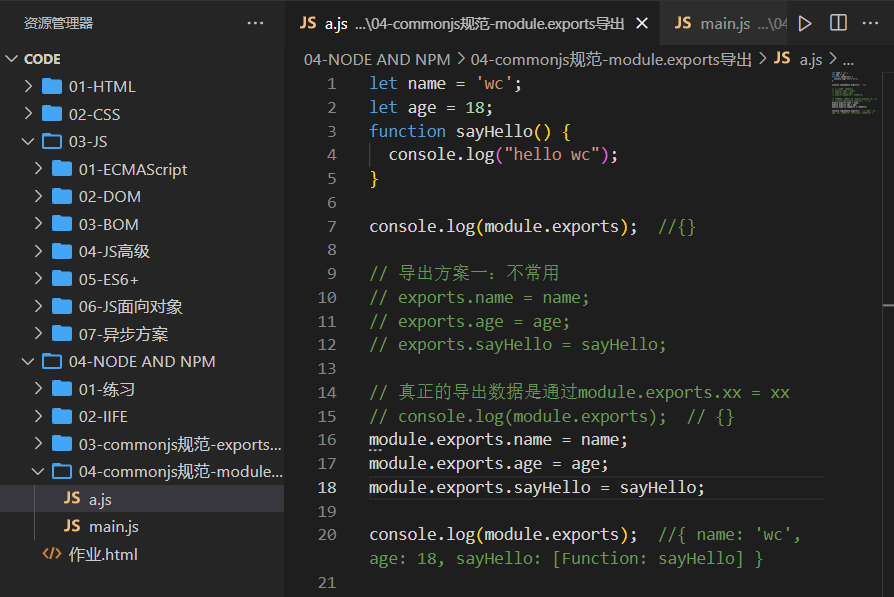 资源管理器 ···
CODE
01-HTML
02-CSS
03-JS
01-ECMAScript
02-DOM
03-BOM
04-JS高级
05-ES6+
06-JS面向对象
07-异步方案
04-NODE AND NPM
01-练习
02-IIFE
03-commonjs规范-exports...
04-commonjs规范-module...
JS a.js
JS main.js
<> 作业.html
JS a.js ...\04-commonjs规范-module.exports导出 JS main.js ...\04 ···
04-NODE AND NPM > 04-commonjs规范-module.exports导出 > JS a.js > ...
1 let name = 'wc';
2 let age = 18;
3 function sayHello() {
4 console.log("hello wc");
5 }
6
7 console.log(module.exports); //{}
8
9 // 导出方案一：不常用
10 // exports.name = name;
11 // exports.age = age;
12 // exports.sayHello = sayHello;
13
14 // 真正的导出数据是通过module.exports.xx = xx
15 // console.log(module.exports); // {}
16 module.exports.name = name;
17 module.exports.age = age;
18 module.exports.sayHello = sayHello;
19
20 console.log(module.exports); //{ name: 'wc',
age: 18, sayHello: [Function: sayHello] }
21